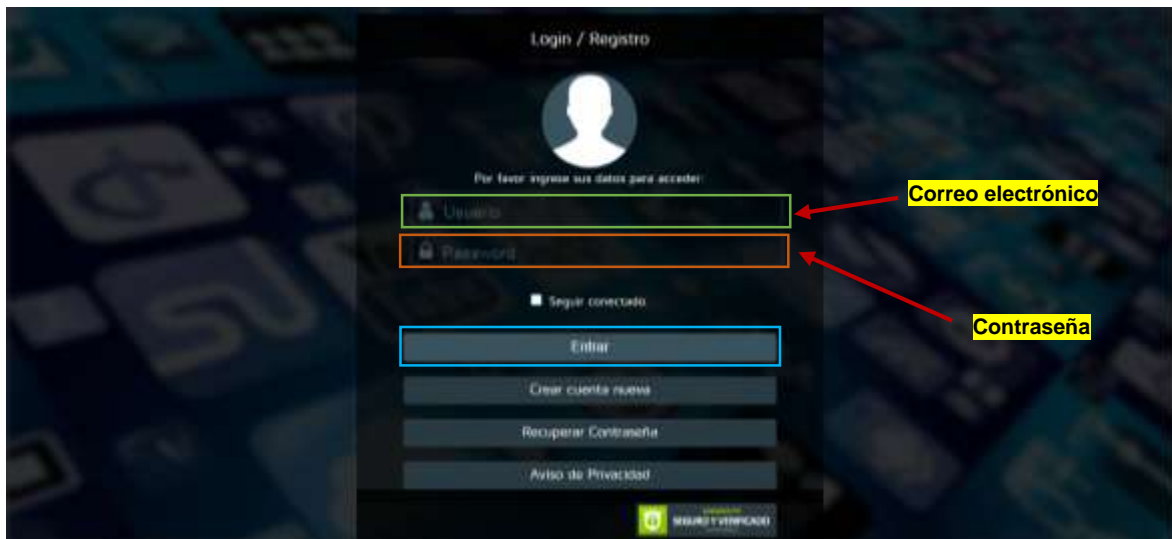 Login / Registro
Por favor ingrese sus datos para acceder:
Usuario
Correo electrónico
Password
Seguir conectado
Contraseña
Entrar
Crear cuenta nueva
Recuperar Contraseña
Aviso de Privacidad
SEGURO Y VERIFICADO